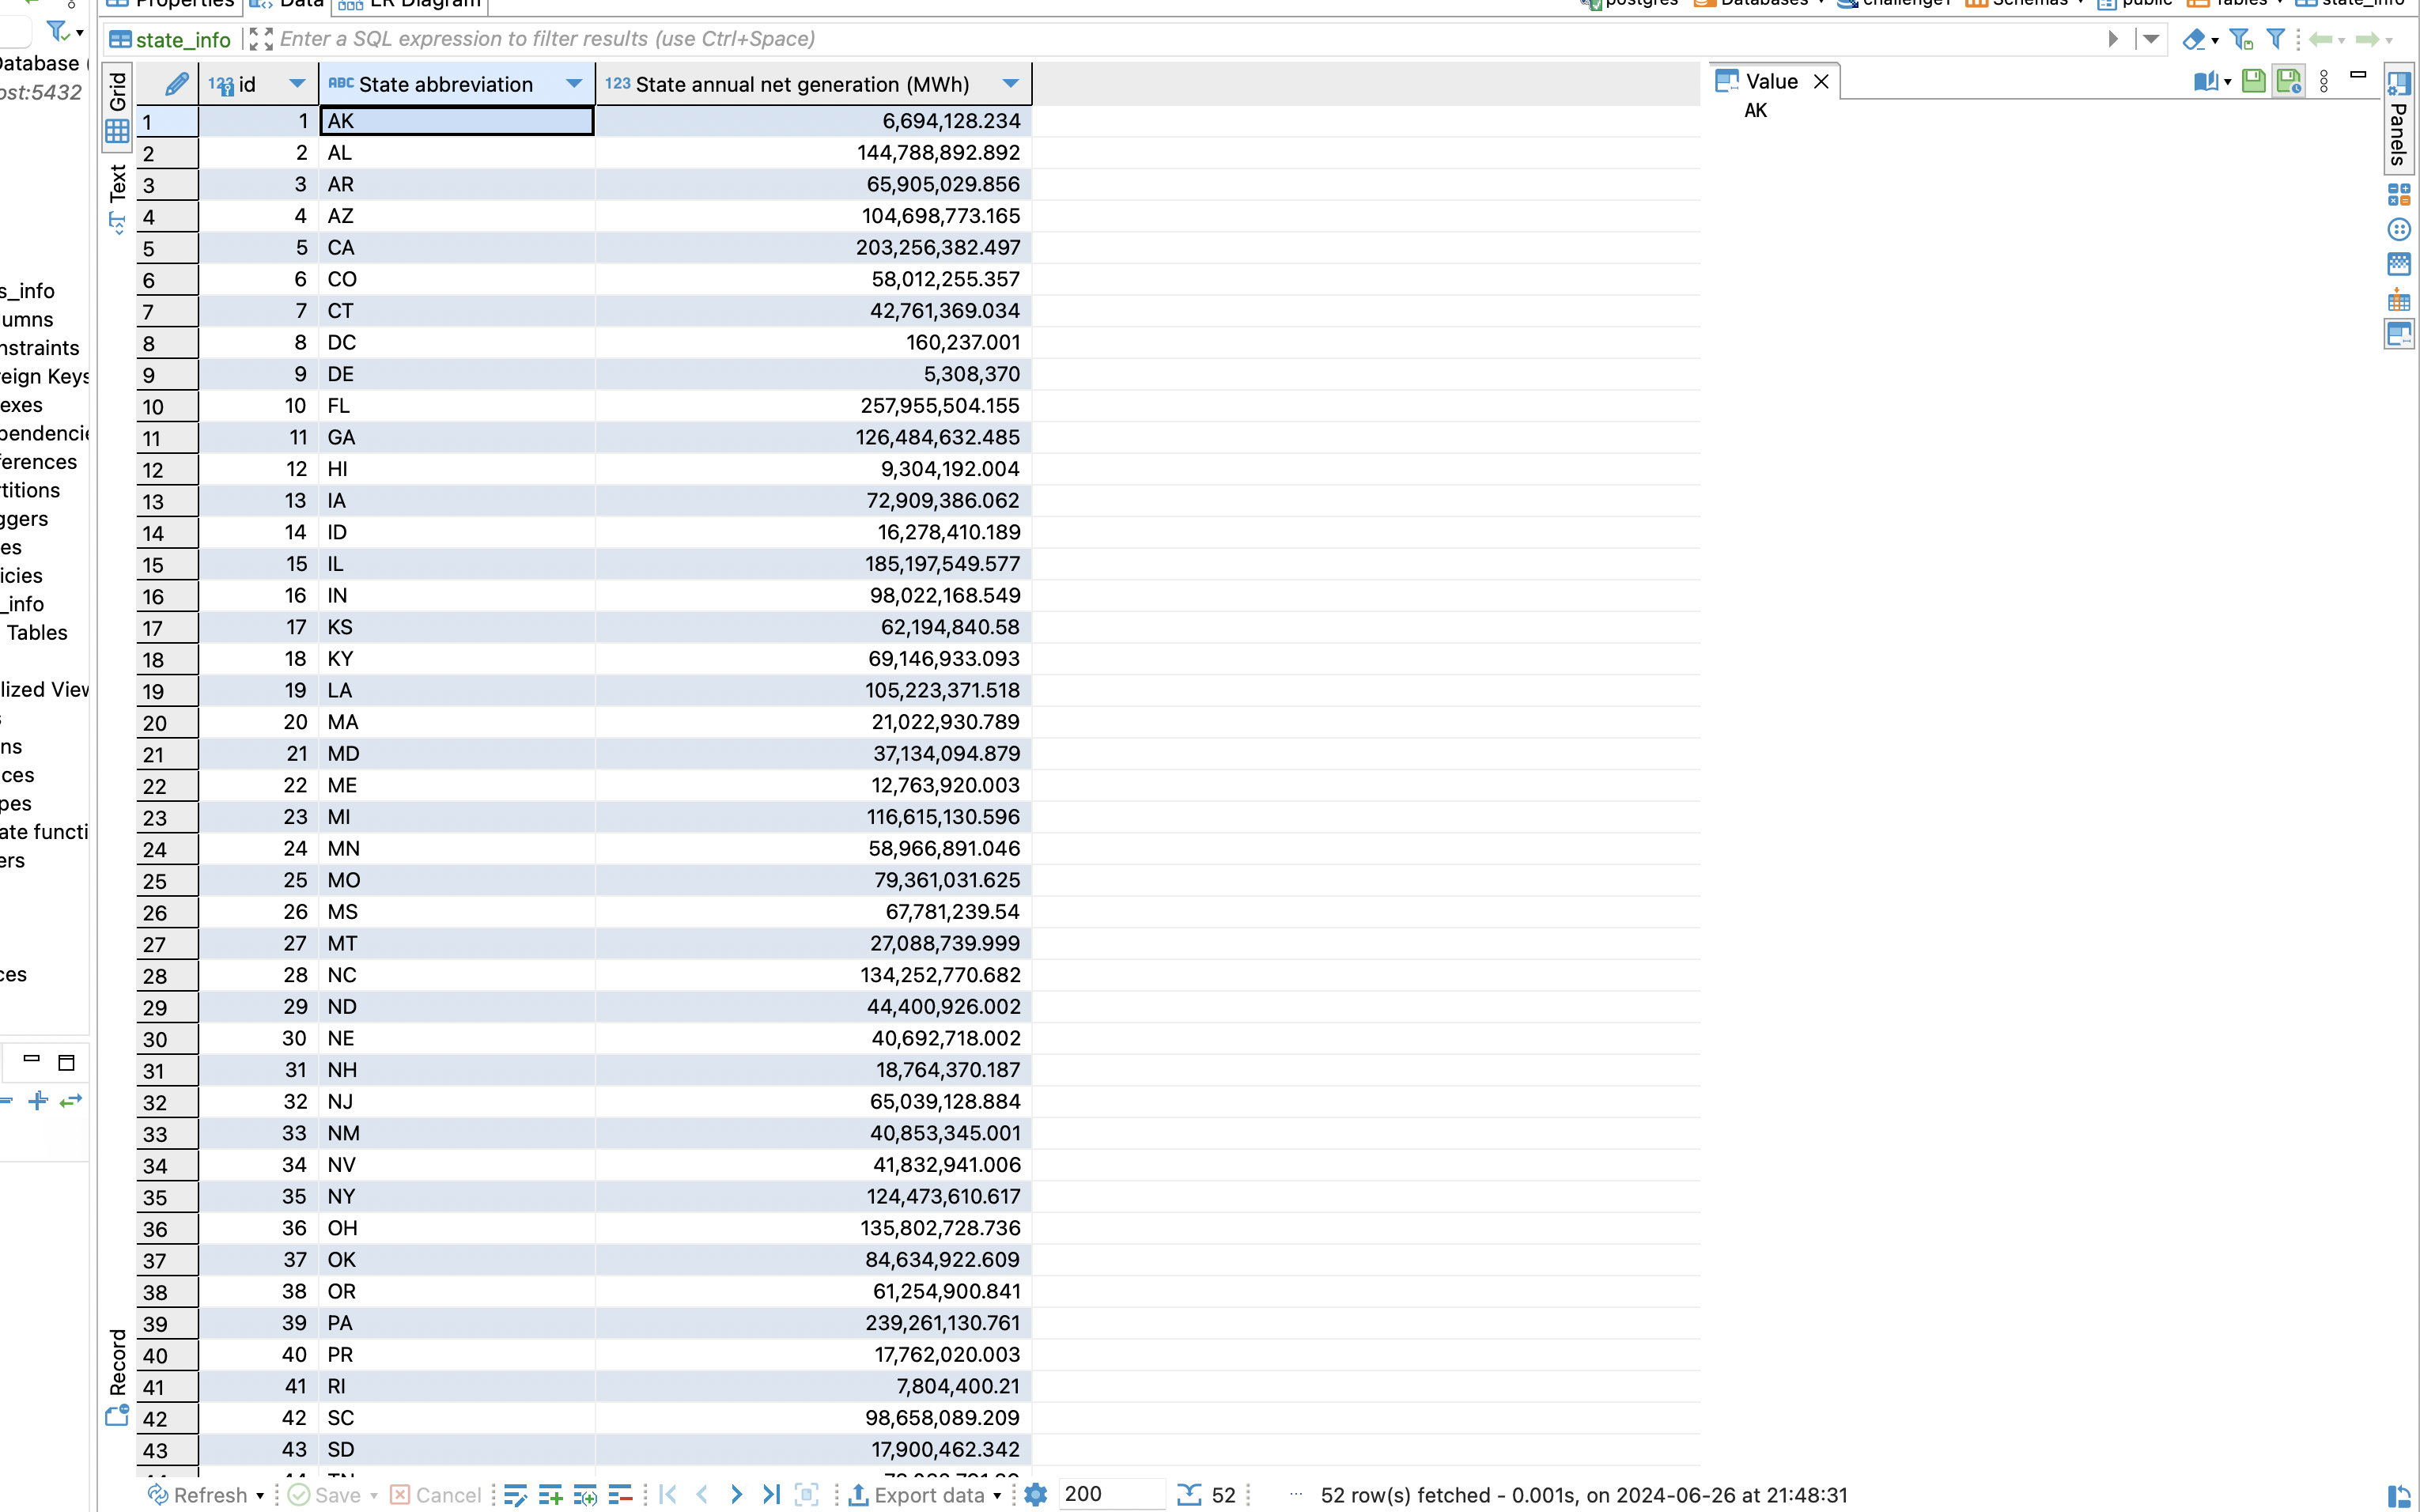 Properties Data ER Diagram postgres Databases challenge1 Schemas public Tables state_info
state_info Enter a SQL expression to filter results (use Ctrl+Space)
atabase (
ost:5432
s_info
umns
nstraints
reign Keys
exes
pendencie
ferences
titions
ggers
es
icies
_info
Tables
lized View
s
ns
ces
pes
ate functi
ers
ces
Grid
Text
Record
123 id ABC State abbreviation 123 State annual net generation (MWh)
1 1 AK 6,694,128.234
2 2 AL 144,788,892.892
3 3 AR 65,905,029.856
4 4 AZ 104,698,773.165
5 5 CA 203,256,382.497
6 6 CO 58,012,255.357
7 7 CT 42,761,369.034
8 8 DC 160,237.001
9 9 DE 5,308,370
10 10 FL 257,955,504.155
11 11 GA 126,484,632.485
12 12 HI 9,304,192.004
13 13 IA 72,909,386.062
14 14 ID 16,278,410.189
15 15 IL 185,197,549.577
16 16 IN 98,022,168.549
17 17 KS 62,194,840.58
18 18 KY 69,146,933.093
19 19 LA 105,223,371.518
20 20 MA 21,022,930.789
21 21 MD 37,134,094.879
22 22 ME 12,763,920.003
23 23 MI 116,615,130.596
24 24 MN 58,966,891.046
25 25 MO 79,361,031.625
26 26 MS 67,781,239.54
27 27 MT 27,088,739.999
28 28 NC 134,252,770.682
29 29 ND 44,400,926.002
30 30 NE 40,692,718.002
31 31 NH 18,764,370.187
32 32 NJ 65,039,128.884
33 33 NM 40,853,345.001
34 34 NV 41,832,941.006
35 35 NY 124,473,610.617
36 36 OH 135,802,728.736
37 37 OK 84,634,922.609
38 38 OR 61,254,900.841
39 39 PA 239,261,130.761
40 40 PR 17,762,020.003
41 41 RI 7,804,400.21
42 42 SC 98,658,089.209
43 43 SD 17,900,462.342
Value
AK
Panels
Refresh Save Cancel Export data 200 52 ... 52 row(s) fetched - 0.001s, on 2024-06-26 at 21:48:31